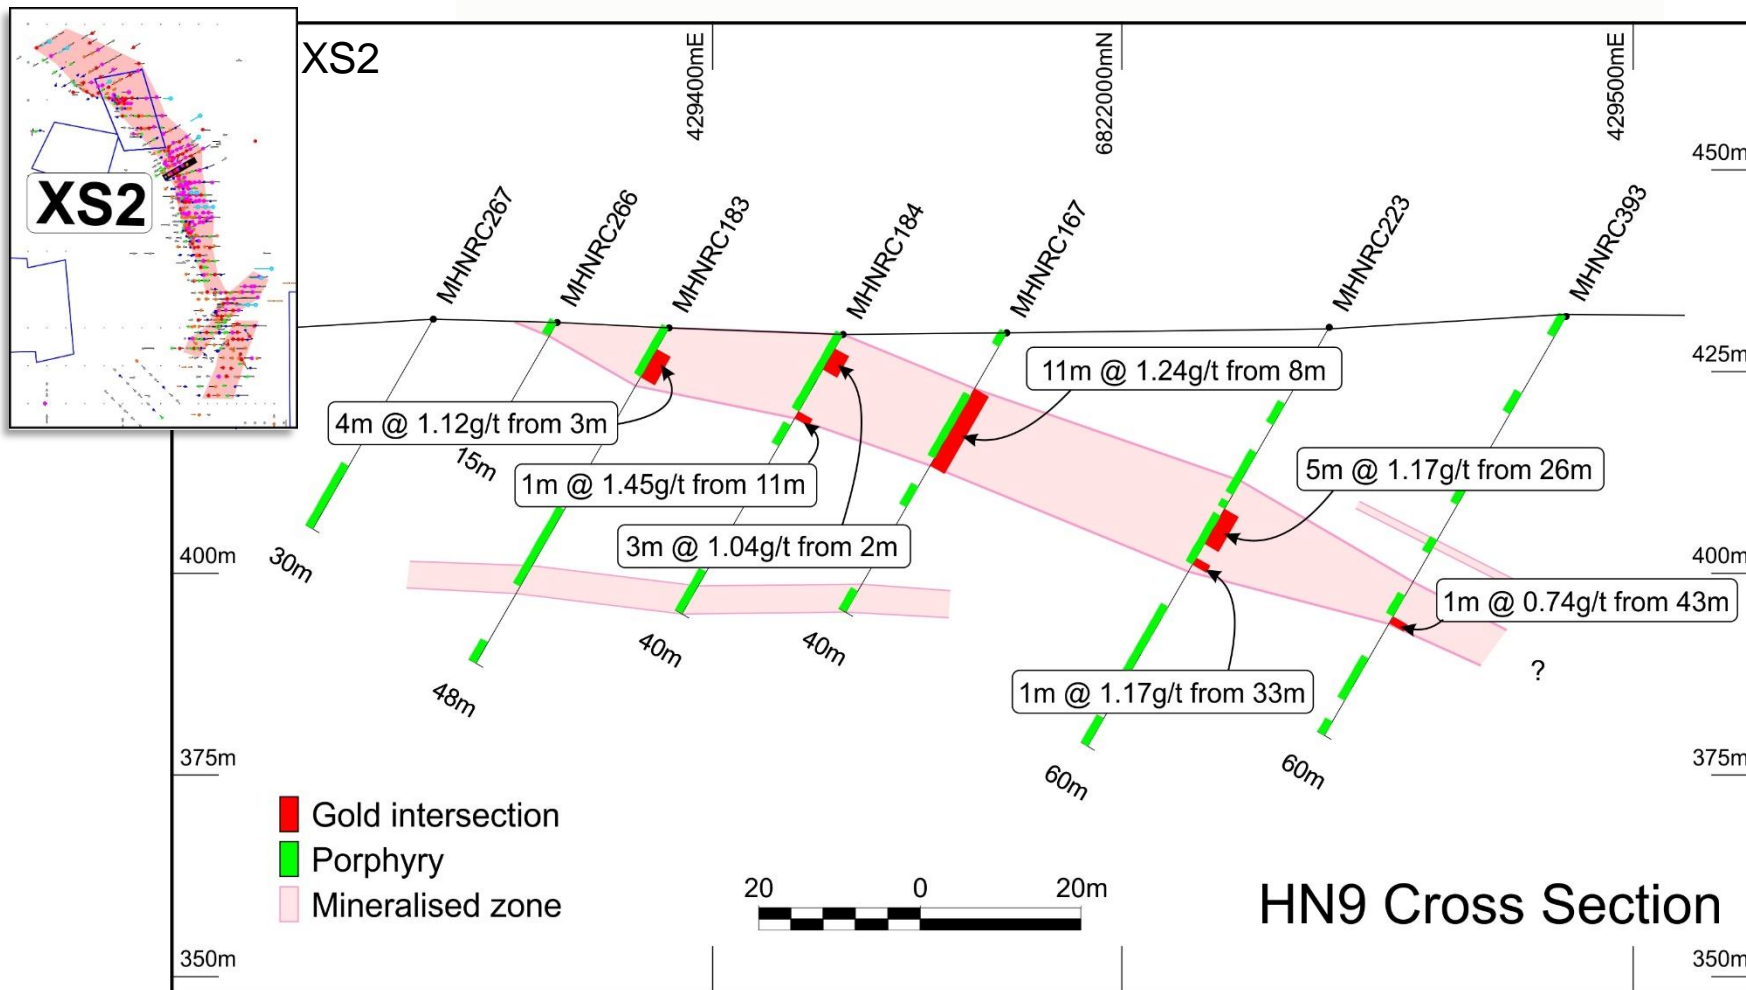 XS2
XS2
429400mE
6822000mN
429500mE
450m
MHNRC267
MHNRC266
MHNRC183
MHNRC184
MHNRC167
MHNRC223
MHNRC393
425m
11m @ 1.24g/t from 8m
4m @ 1.12g/t from 3m
15m
1m @ 1.45g/t from 11m
5m @ 1.17g/t from 26m
3m @ 1.04g/t from 2m
400m
400m
30m
1m @ 0.74g/t from 43m
40m
40m
?
48m
1m @ 1.17g/t from 33m
60m
60m
375m
375m
Gold intersection
Porphyry
Mineralised zone
20 0 20m
HN9 Cross Section
350m
350m